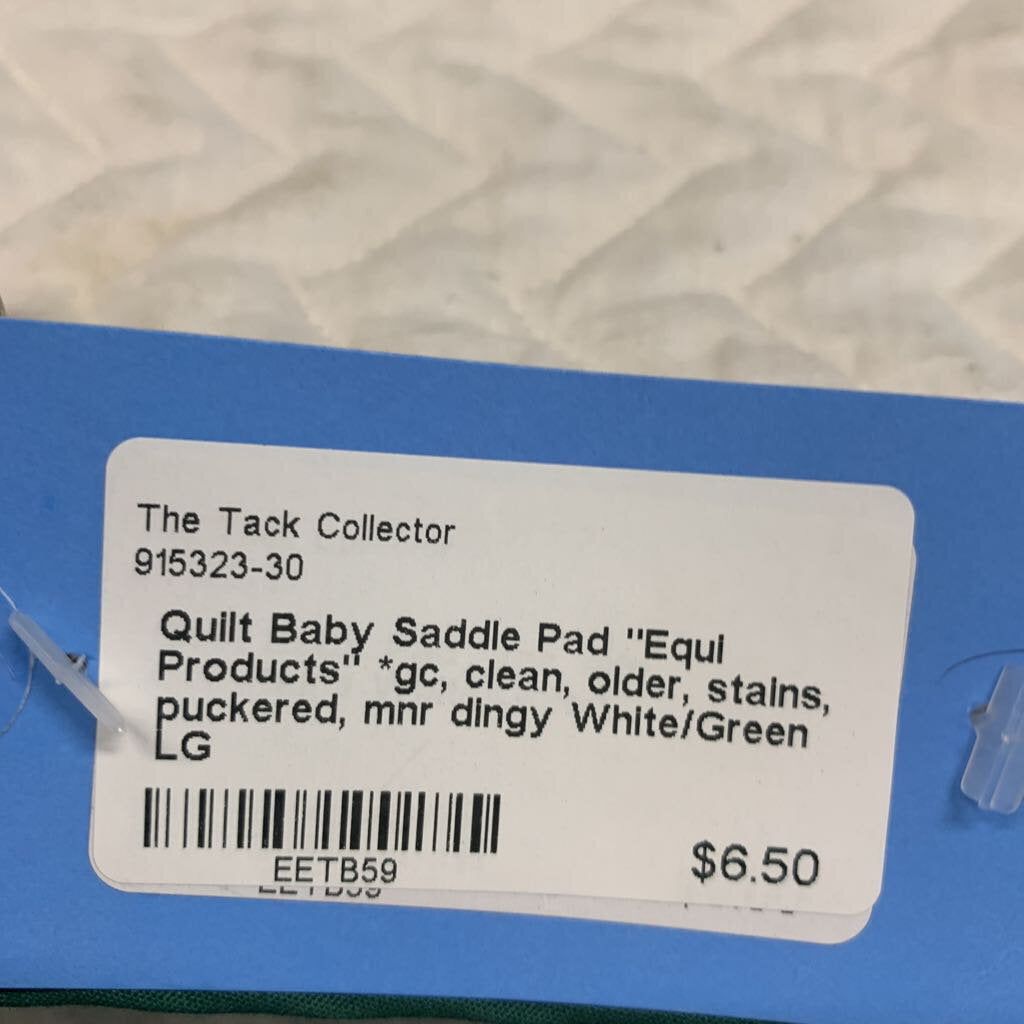 The Tack Collector
915323-30
Quilt Baby Saddle Pad "Equi
Products" *gc, clean, older, stains,
puckered, mnr dingy White/Green
LG
EETB59
$6.50
EETB59